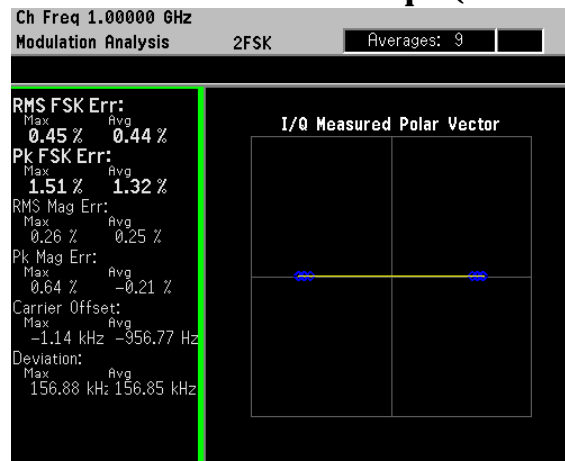 Ch Freq 1.00000 GHz
Modulation Analysis 2FSK Averages: 9
RMS FSK Err:
Max Avg
0.45 % 0.44 %
Pk FSK Err:
Max Avg
1.51 % 1.32 %
RMS Mag Err:
Max Avg
0.26 % 0.25 %
Pk Mag Err:
Max Avg
0.64 % -0.21 %
Carrier Offset:
Max Avg
-1.14 kHz -956.77 Hz
Deviation:
Max Avg
156.88 kHz 156.85 kHz
I/Q Measured Polar Vector